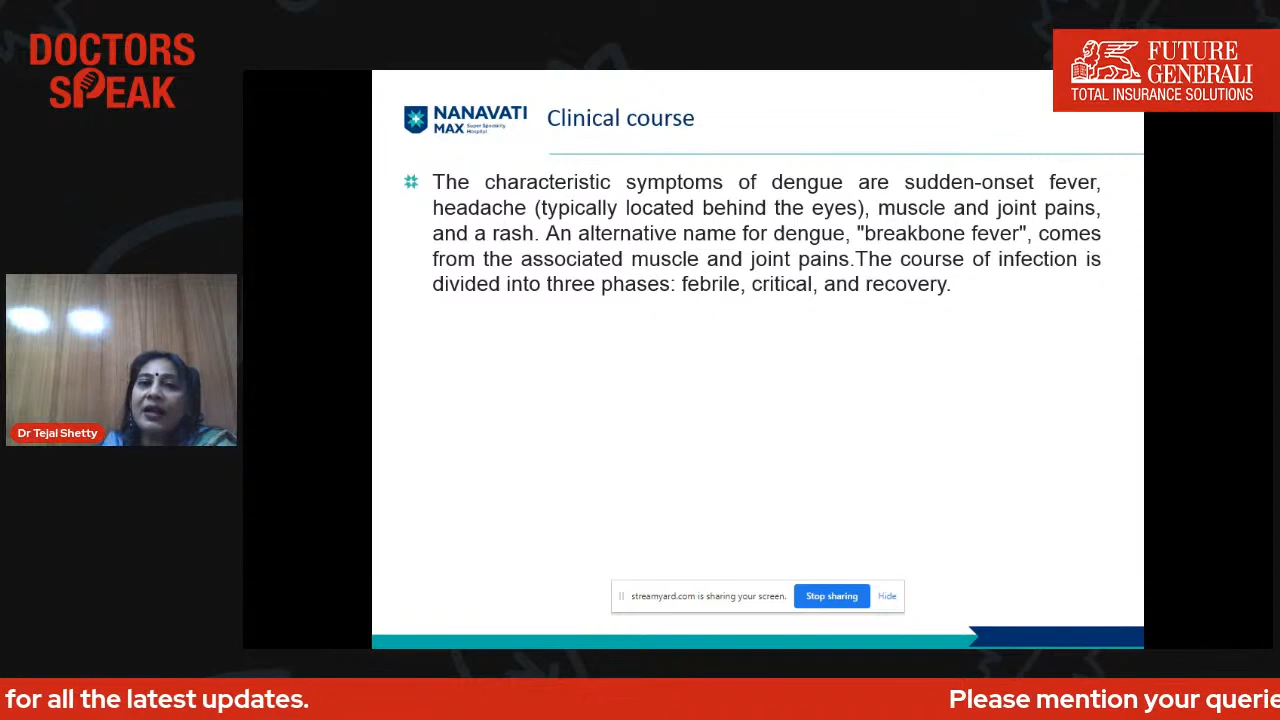 DOCTORS
SPEAK
FUTURE
GENERALI
TOTAL INSURANCE SOLUTIONS
NANAVATI
MAX Super Speciality
Hospital
Clinical course
The characteristic symptoms of dengue are sudden-onset fever,
headache (typically located behind the eyes), muscle and joint pains,
and a rash. An alternative name for dengue, "breakbone fever", comes
from the associated muscle and joint pains.The course of infection is
divided into three phases: febrile, critical, and recovery.
Dr Tejal Shetty
streamyard.com is sharing your screen. Stop sharing Hide
for all the latest updates. Please mention your querie